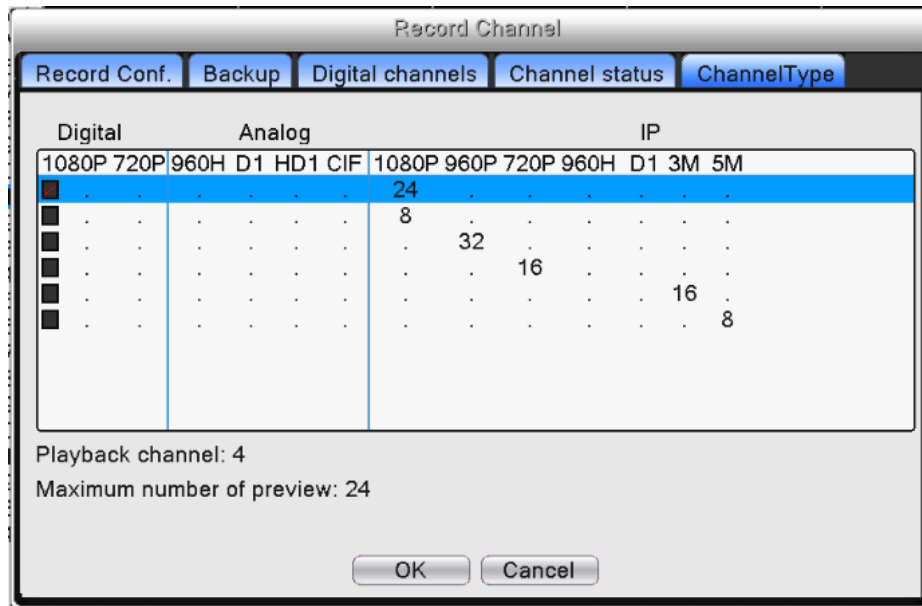 Record Channel
Record Conf. Backup Digital channels Channel status ChannelType
Digital Analog IP
1080P 720P 960H D1 HD1 CIF 1080P 960P 720P 960H D1 3M 5M
. . . . . . 24 . . . . . .
. . . . . . 8 . . . . . .
. . . . . . . 32 . . . . .
. . . . . . . . 16 . . . .
. . . . . . . . . . . 16 .
. . . . . . . . . . . . 8
Playback channel: 4
Maximum number of preview: 24
OK Cancel